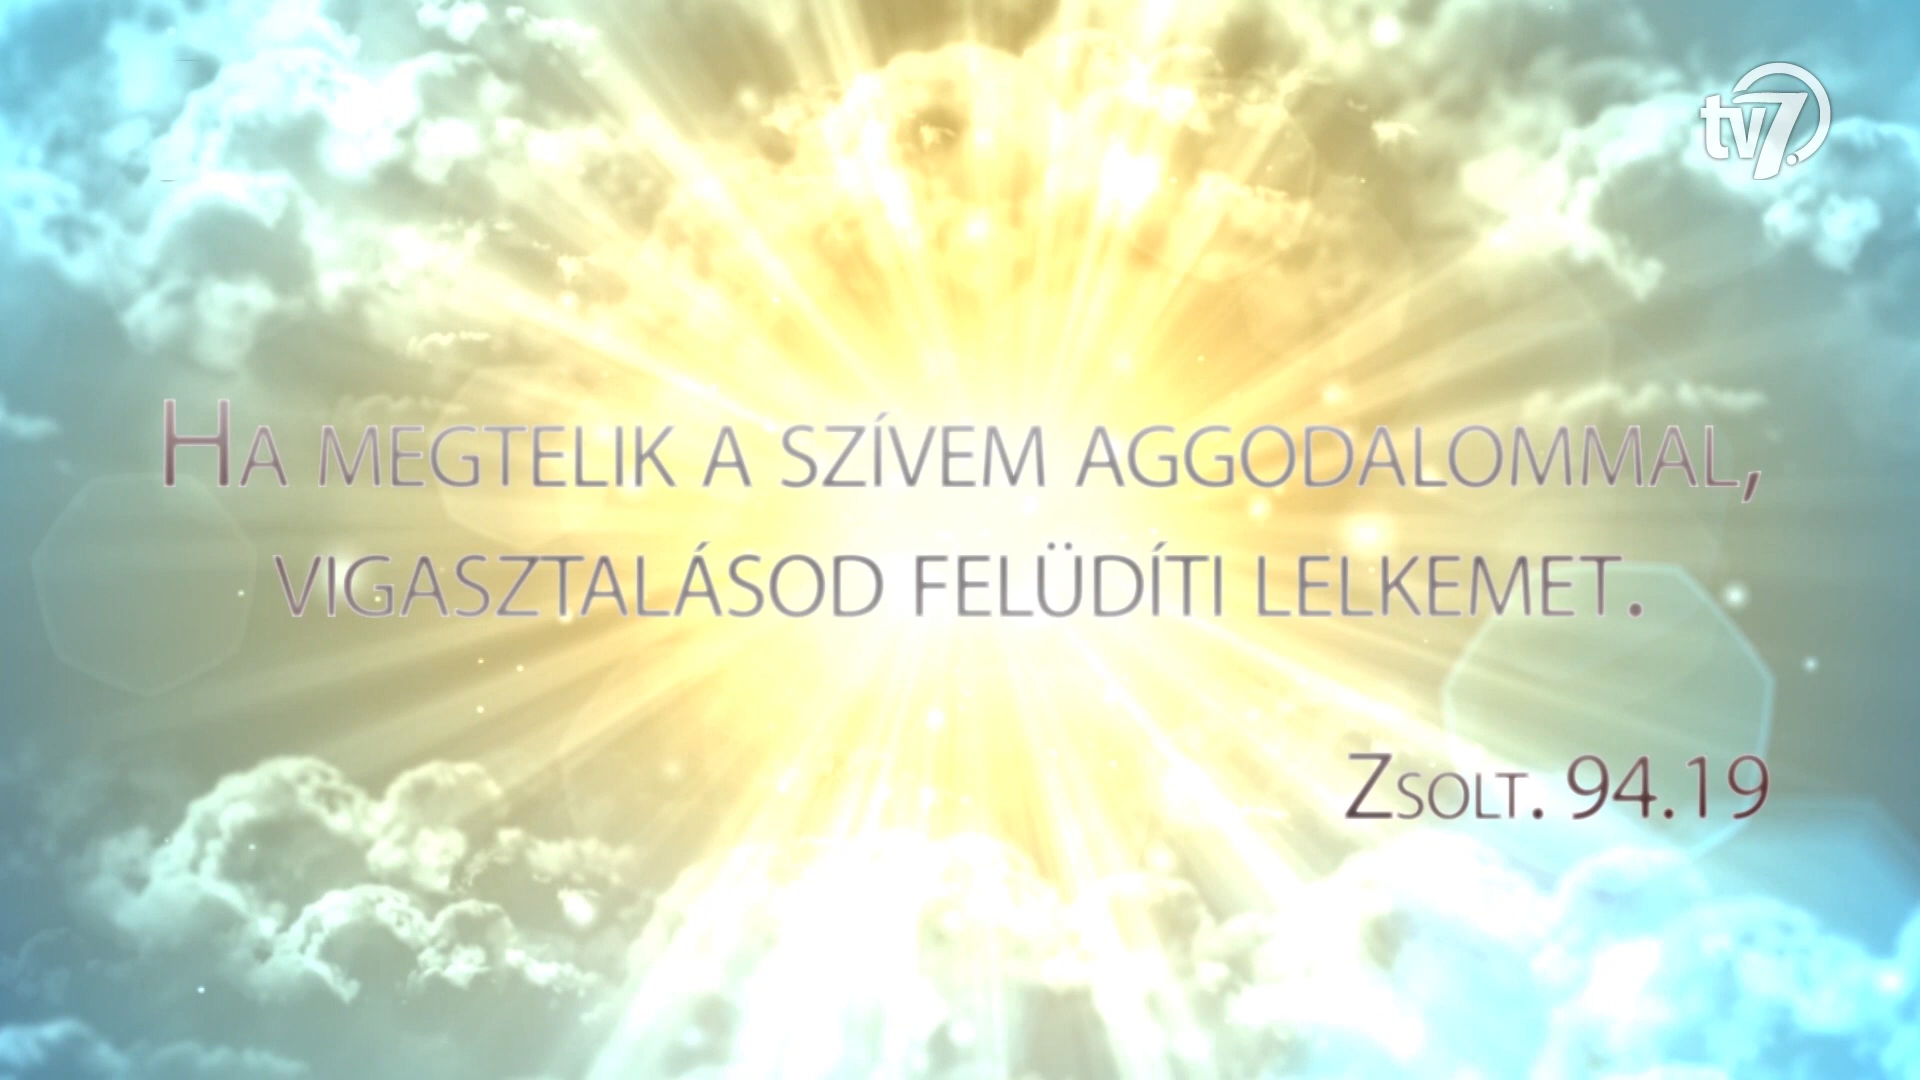 tv7
Ha megtelik a szívem aggodalommal,
vigasztalásod felüdíti lelkemet.
Zsolt. 94.19